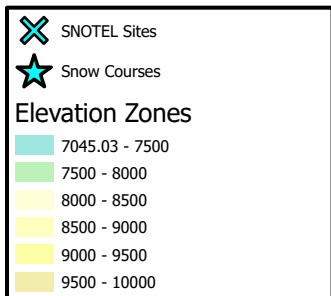 SNOTEL Sites
Snow Courses
Elevation Zones
7045.03 - 7500
7500 - 8000
8000 - 8500
8500 - 9000
9000 - 9500
9500 - 10000